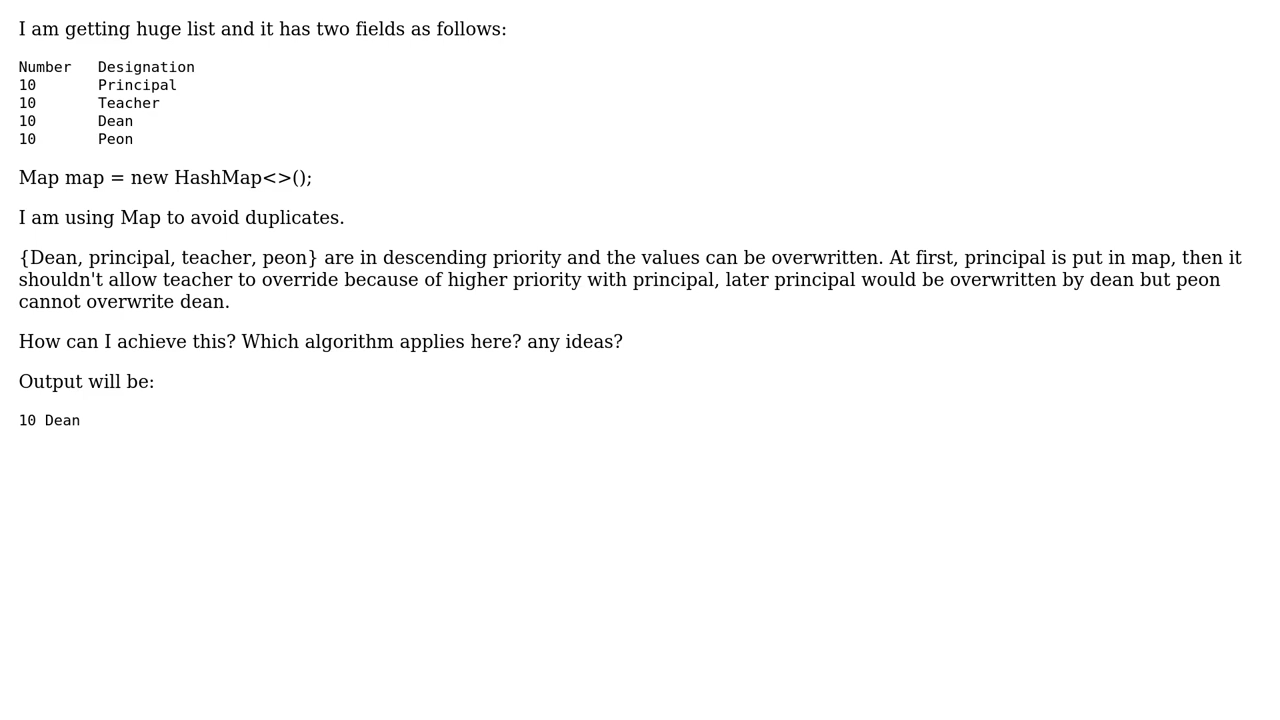 I am getting huge list and it has two fields as follows:
Number   Designation
10       Principal
10       Teacher
10       Dean
10       Peon
Map map = new HashMap<>();
I am using Map to avoid duplicates.
{Dean, principal, teacher, peon} are in descending priority and the values can be overwritten. At first, principal is put in map, then it
shouldn't allow teacher to override because of higher priority with principal, later principal would be overwritten by dean but peon
cannot overwrite dean.
How can I achieve this? Which algorithm applies here? any ideas?
Output will be:
10 Dean